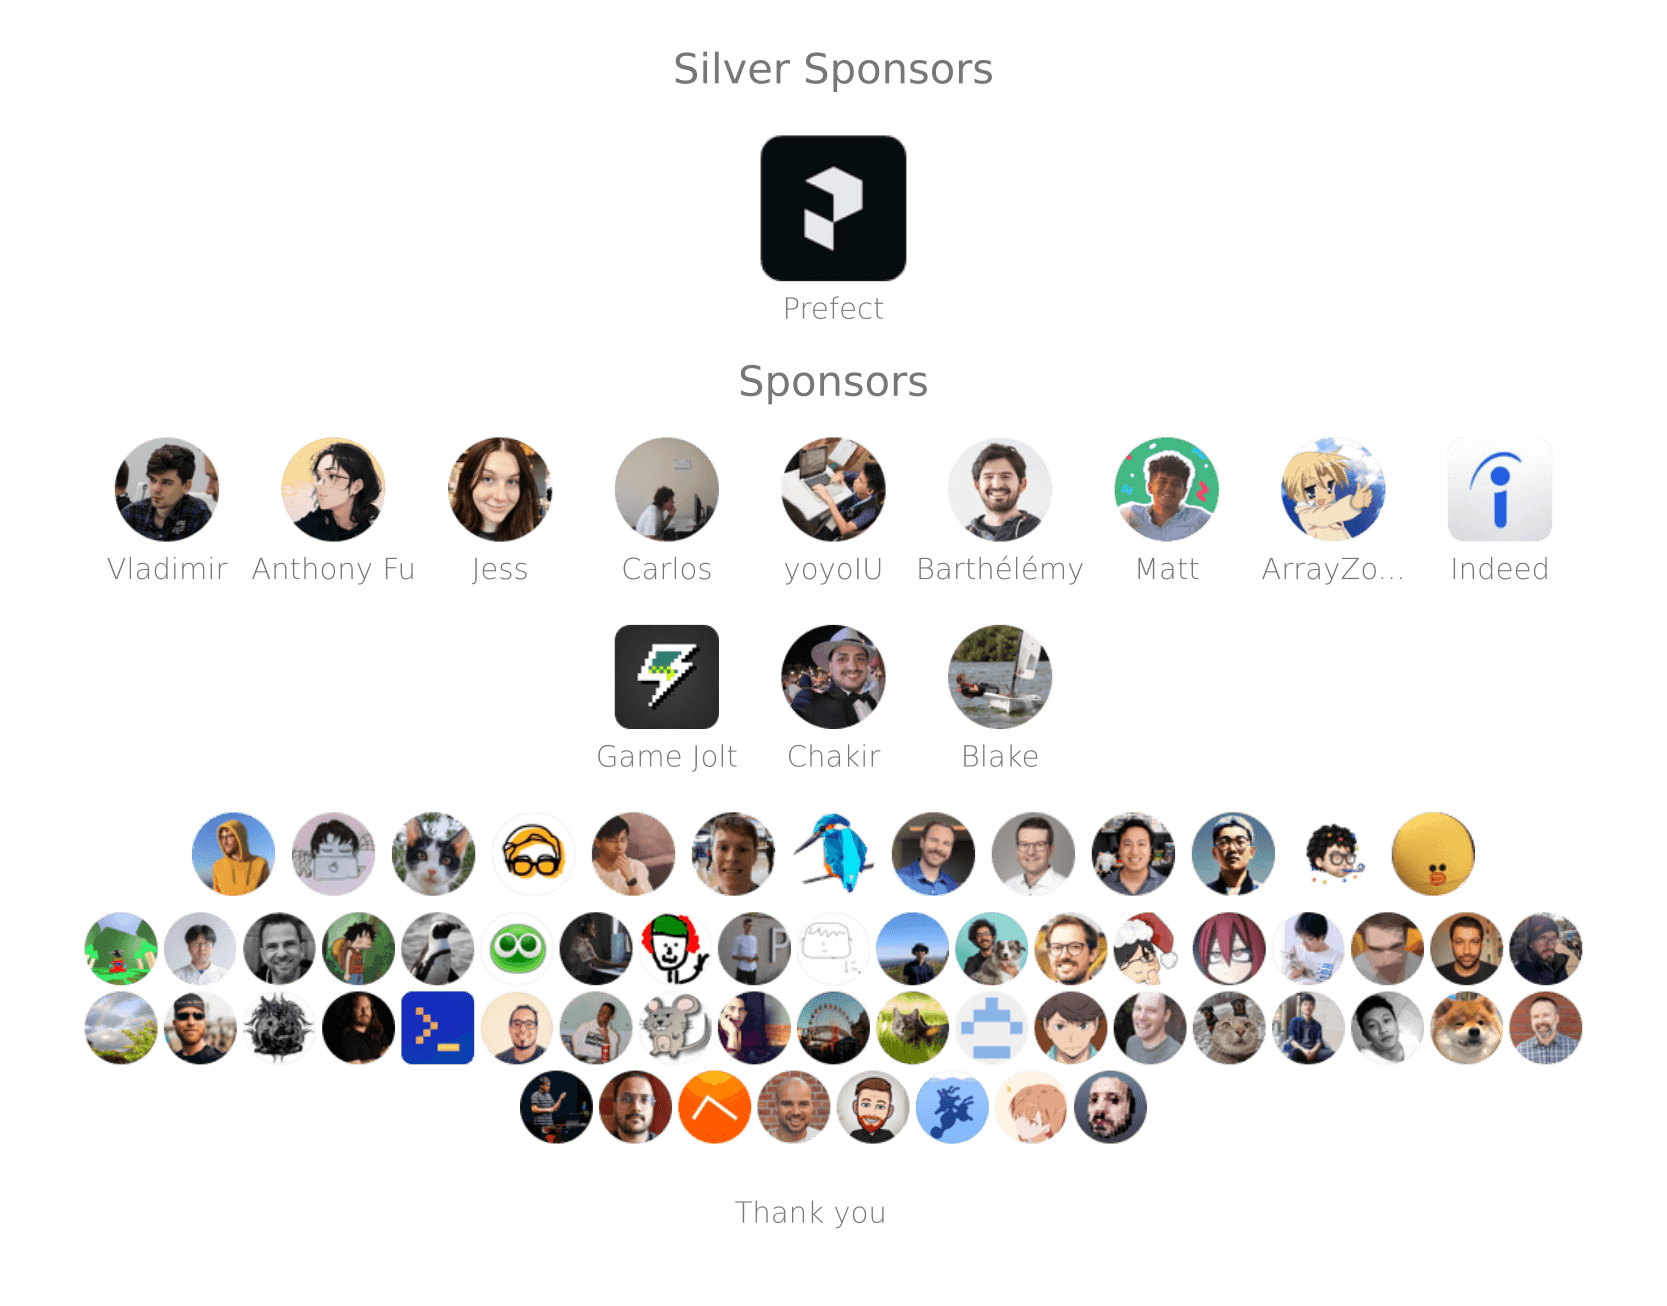 Silver Sponsors
Prefect
Sponsors
Vladimir Anthony Fu Jess Carlos yoyoIU Barthélémy Matt ArrayZo... Indeed
Game Jolt Chakir Blake
Thank you